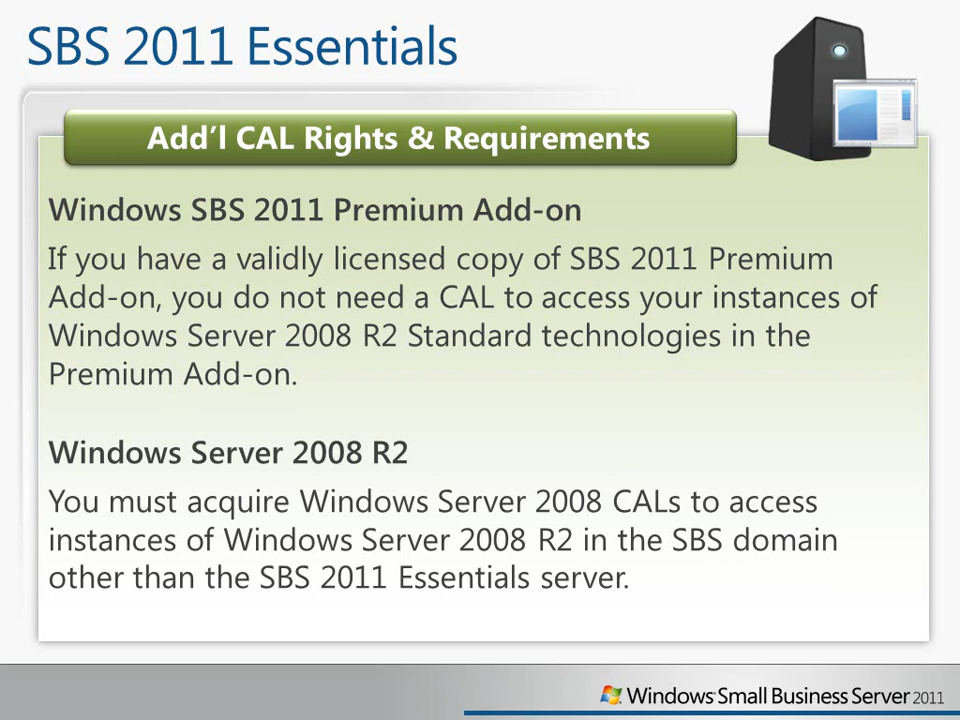 SBS 2011 Essentials
Add’l CAL Rights & Requirements
Windows SBS 2011 Premium Add-on
If you have a validly licensed copy of SBS 2011 Premium
Add-on, you do not need a CAL to access your instances of
Windows Server 2008 R2 Standard technologies in the
Premium Add-on.
Windows Server 2008 R2
You must acquire Windows Server 2008 CALs to access
instances of Windows Server 2008 R2 in the SBS domain
other than the SBS 2011 Essentials server.
Windows Small Business Server 2011